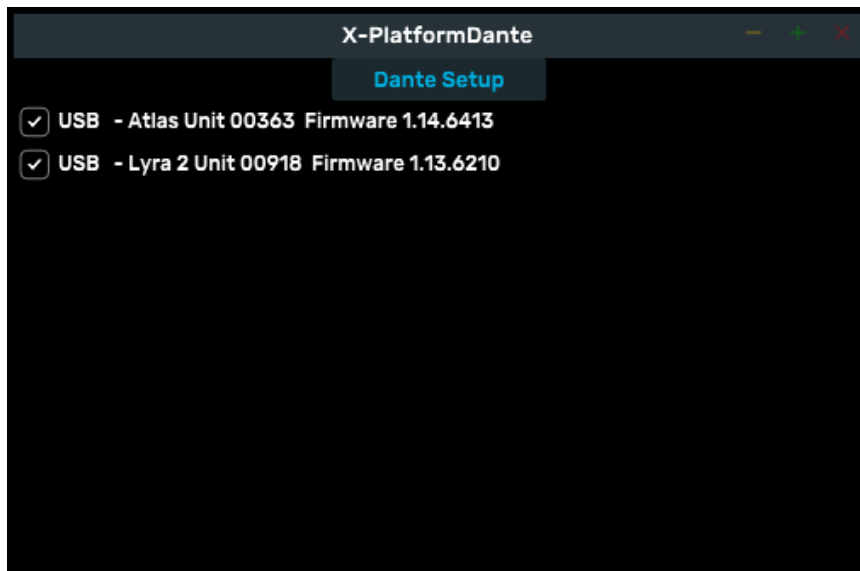 X-PlatformDante
Dante Setup
USB - Atlas Unit 00363 Firmware 1.14.6413
USB - Lyra 2 Unit 00918 Firmware 1.13.6210